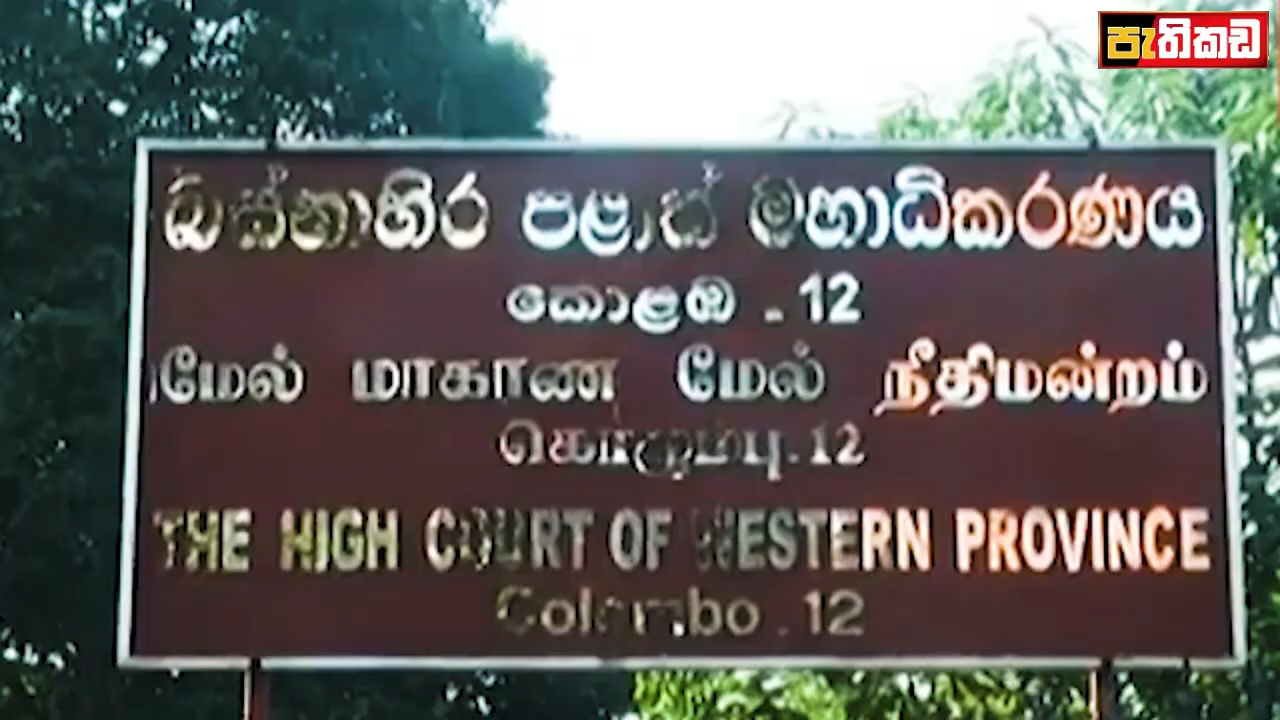 පැතිකඩ
බස්නාහිර පළාත් මහාධිකරණය
කොළඹ - 12
மேல் மாகாண மேல் நீதிமன்றம்
கொழும்பு.12
THE HIGH COURT OF WESTERN PROVINCE
Colombo . 12